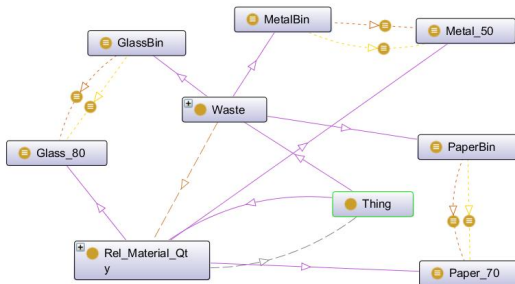 MetalBin
Metal_50
GlassBin
Waste
PaperBin
Glass_80
Thing
Rel_Material_Qt
y
Paper_70